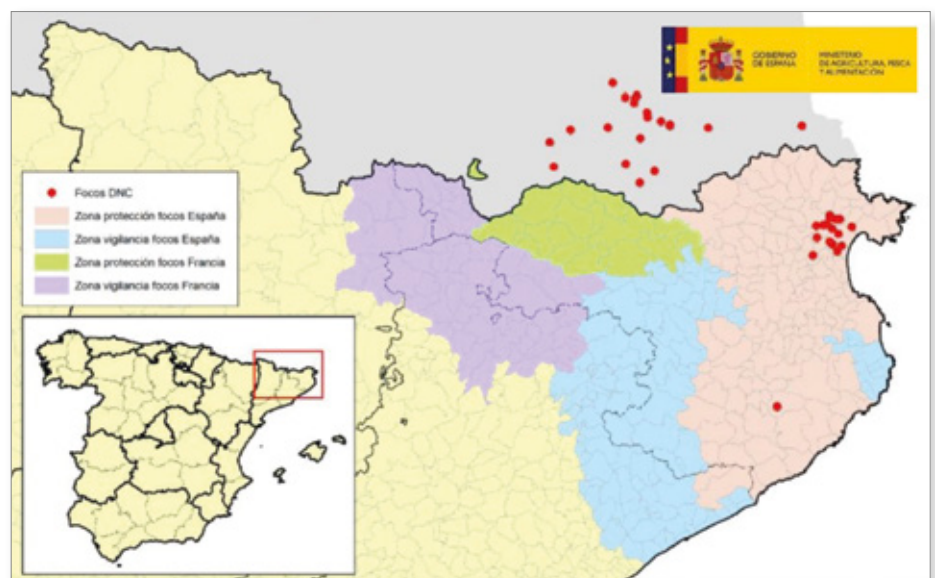 GOBIERNO
DE ESPAÑA
MINISTERIO
DE AGRICULTURA, PESCA
Y ALIMENTACIÓN
Focos DNC
Zona protección focos España
Zona vigilancia focos España
Zona protección focos Francia
Zona vigilancia focos Francia